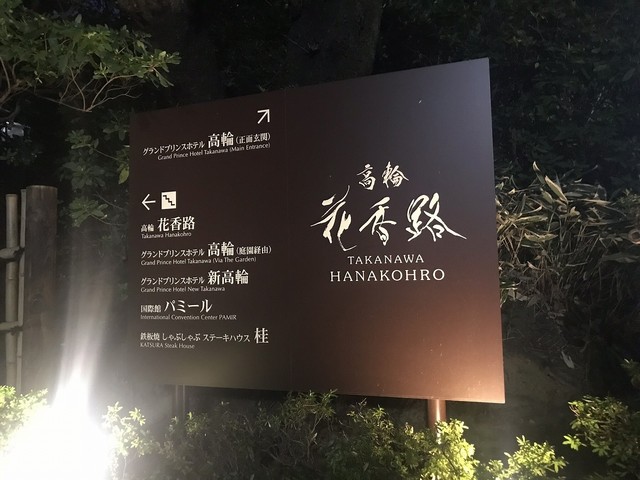 グランドプリンスホテル 高輪 (正面玄関)
Grand Prince Hotel Takanawa (Main Entrance)
高輪 花香路
Takanawa Hanakohro
グランドプリンスホテル 高輪 (庭園経由)
Grand Prince Hotel Takanawa (Via The Garden)
グランドプリンスホテル 新高輪
Grand Prince Hotel New Takanawa
国際館 パミール
International Convention Center PAMIR
鉄板焼 しゃぶしゃぶ ステーキハウス 桂
KATSURA Steak House
高輪
花香路
TAKANAWA
HANAKOHRO